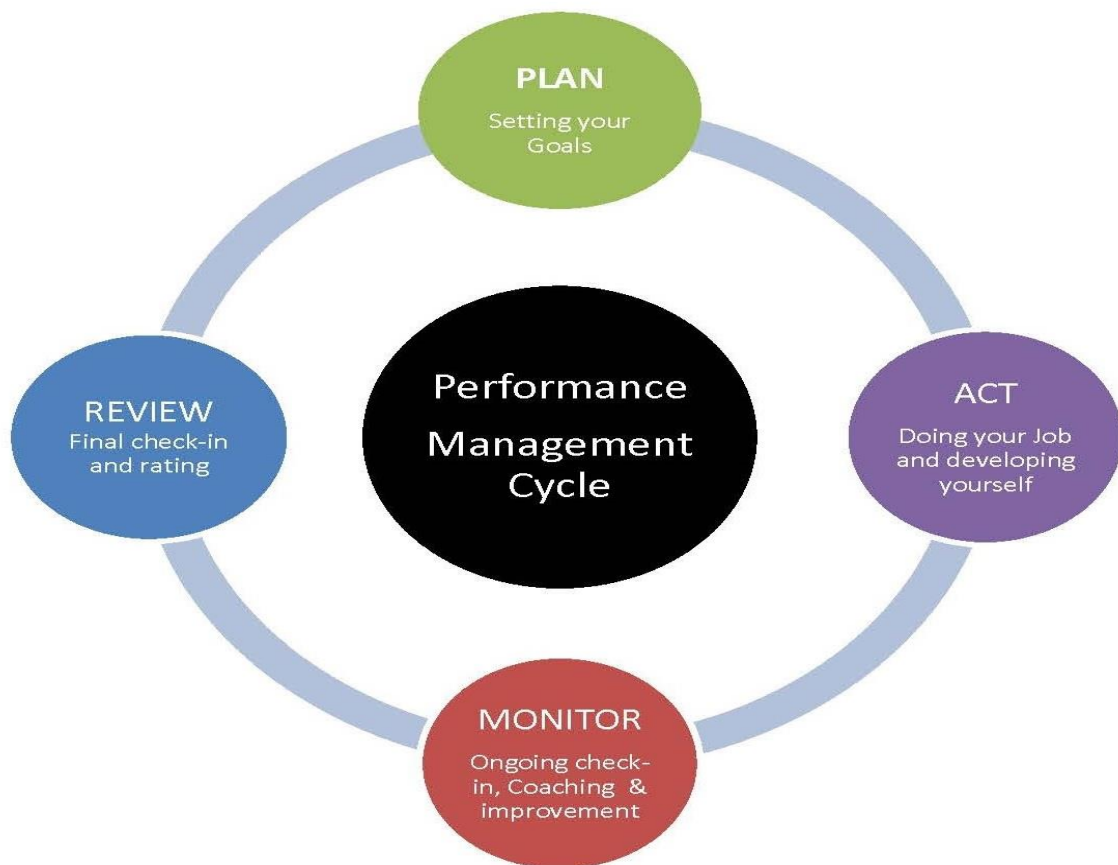 PLAN
Setting your
Goals
ACT
Doing your Job
and developing
yourself
MONITOR
Ongoing check-
in, Coaching &
improvement
REVIEW
Final check-in
and rating
Performance
Management
Cycle